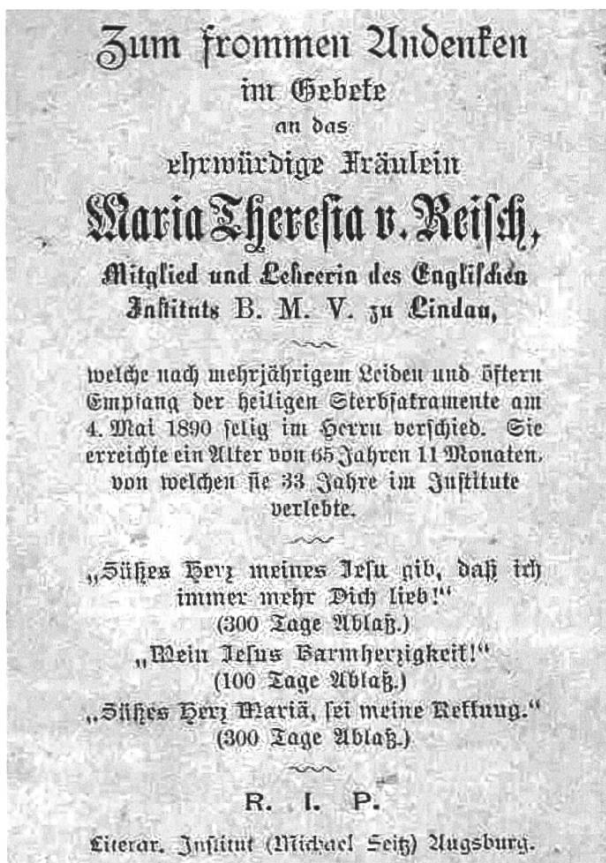 Zum frommen Andenken
im Gebete
an das
ehrwürdige Fräulein
Maria Theresia v. Reisch,
Mitglied und Lehrerin des Englischen
Instituts B. M. V. zu Lindau,
welche nach mehrjährigem Leiden und öftern
Empfang der heiligen Sterbsakramente am
4. Mai 1890 selig im Herrn verschied. Sie
erreichte ein Alter von 65 Jahren 11 Monaten,
von welchen sie 33 Jahre im Institute
verlebte.
„Süßes Herz meines Jesu gib, daß ich
immer mehr Dich lieb!“
(300 Tage Ablaß.)
„Mein Jesus Barmherzigkeit!“
(100 Tage Ablaß.)
„Süßes Herz Mariä, sei meine Rettung.“
(300 Tage Ablaß.)
R. I. P.
Literar. Institut (Michael Seitz) Augsburg.